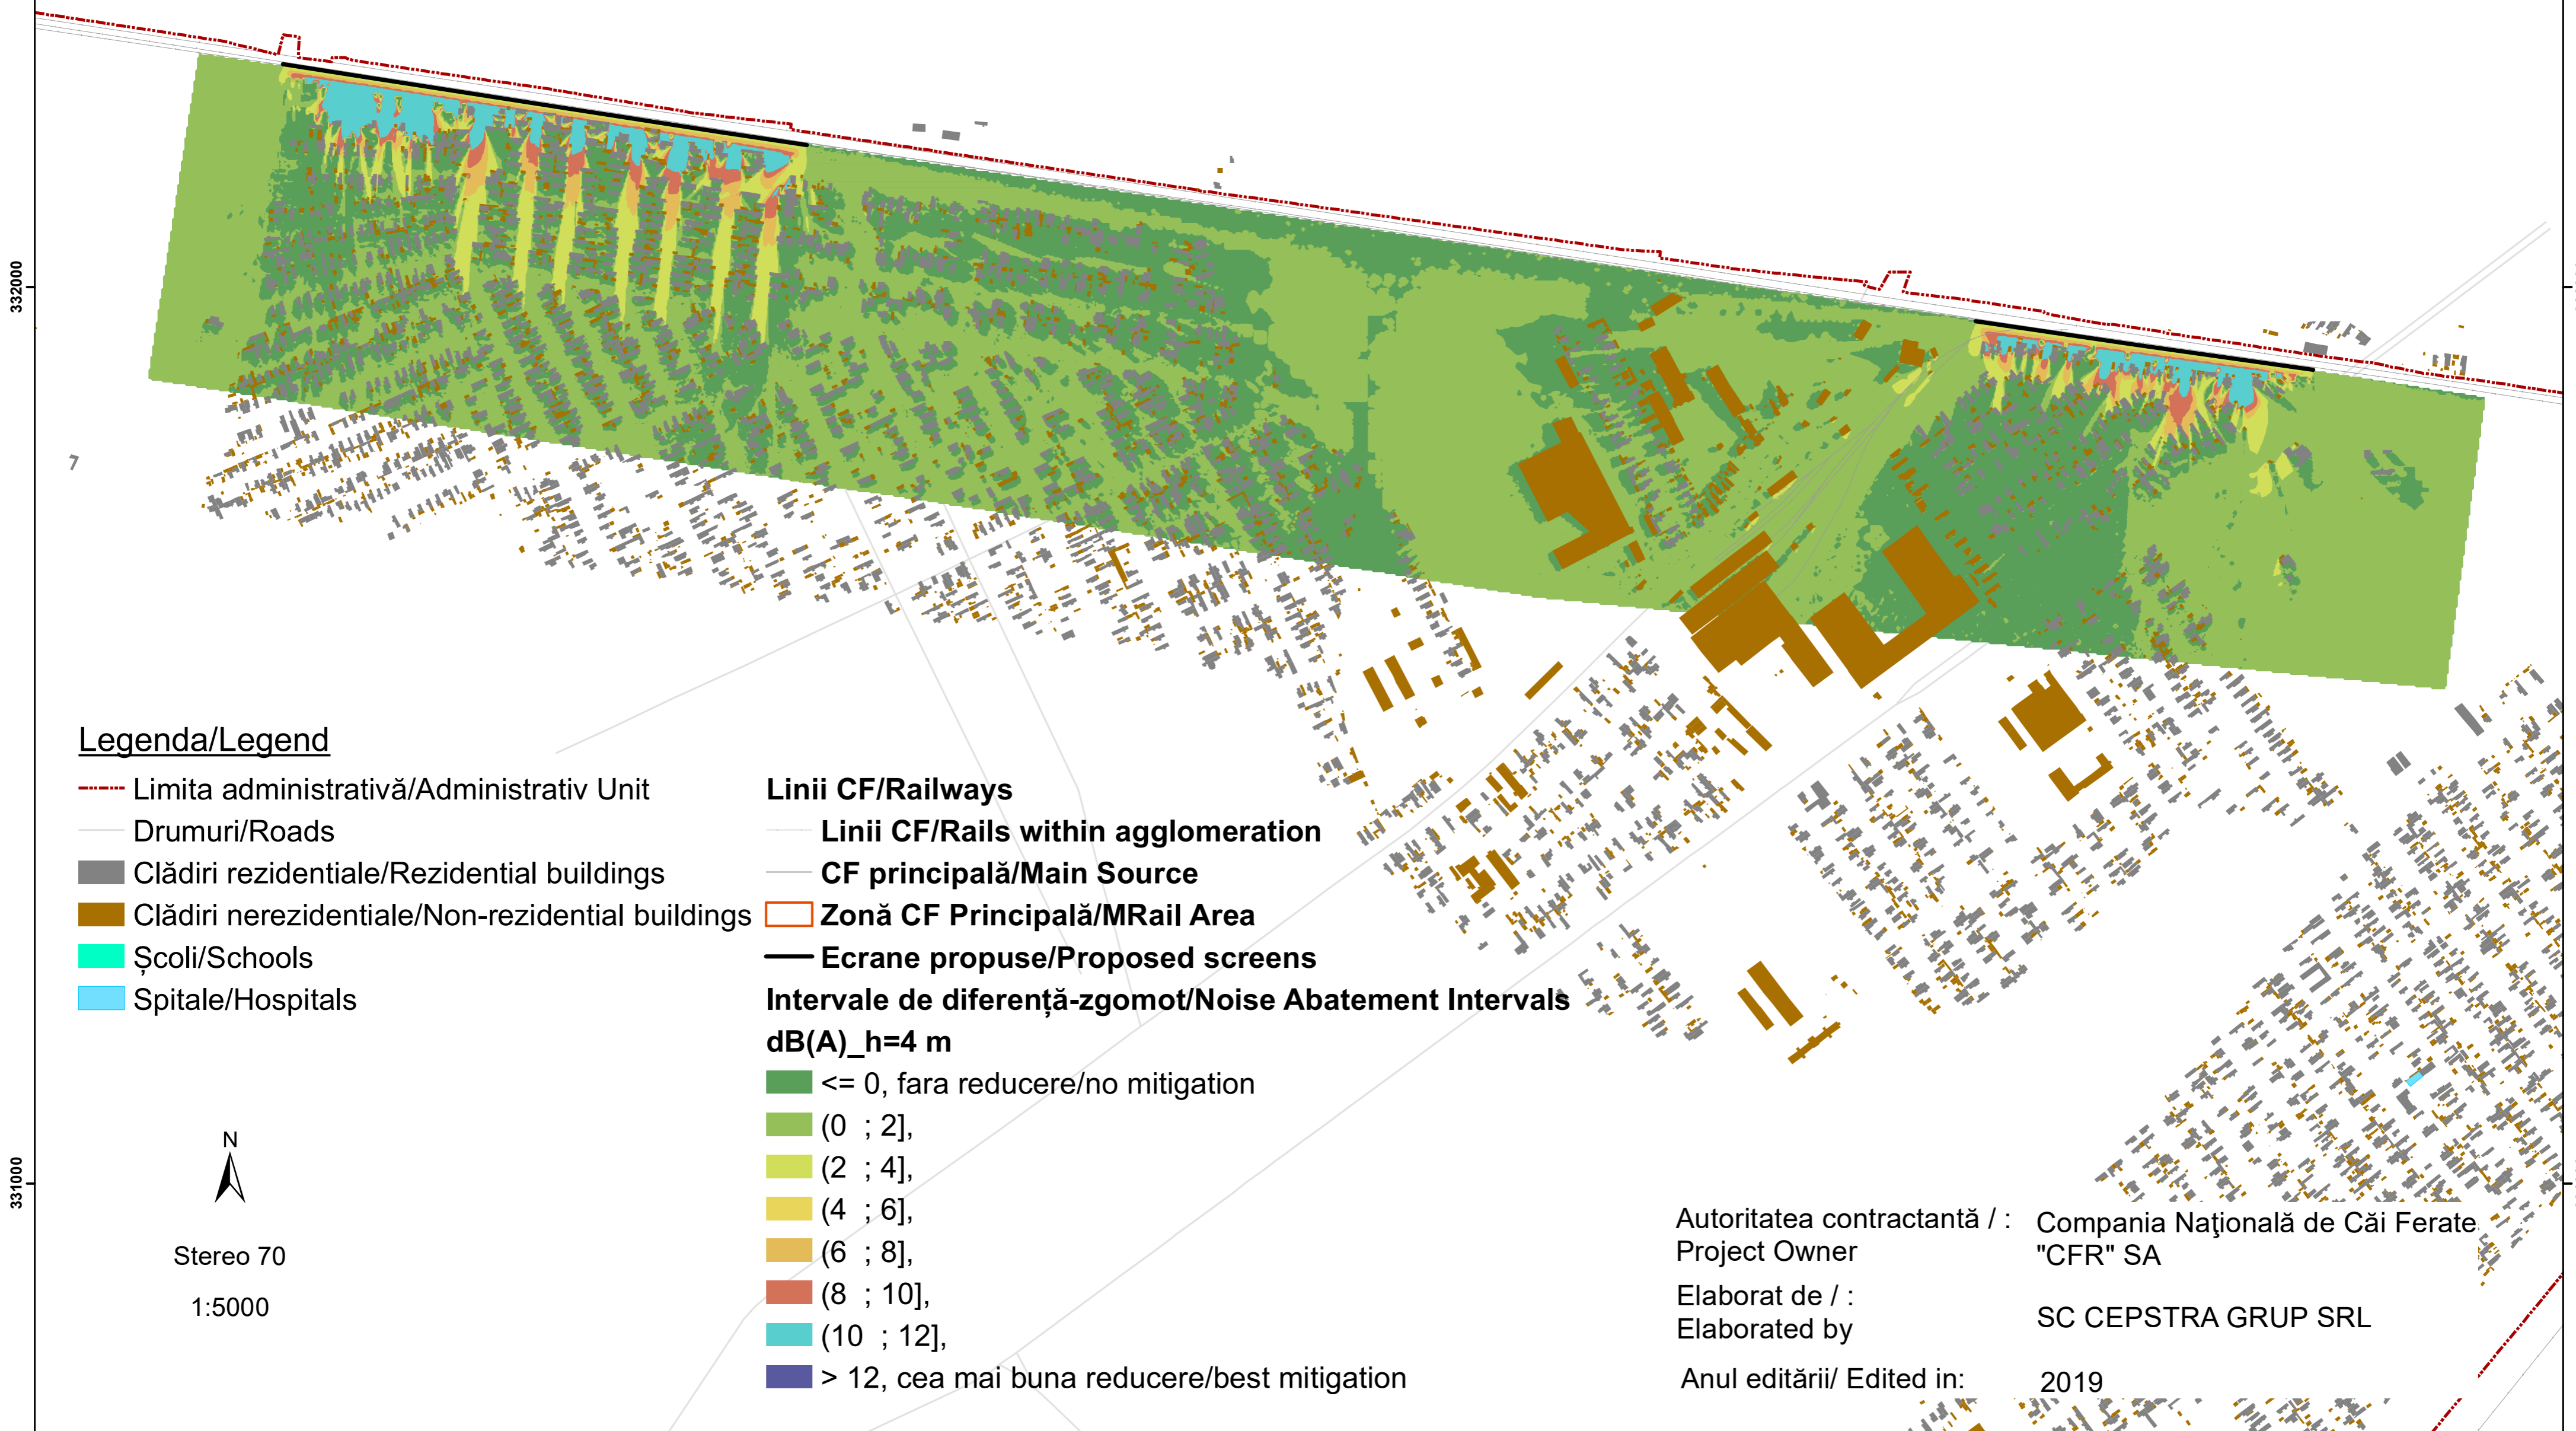 332000
331000
Legenda/Legend
Limita administrativă/Administrativ Unit
Drumuri/Roads
Clădiri rezidentiale/Rezidential buildings
Clădiri nerezidentiale/Non-rezidential buildings
Școli/Schools
Spitale/Hospitals
Linii CF/Railways
Linii CF/Rails within agglomeration
CF principală/Main Source
Zonă CF Principală/MRail Area
Ecrane propuse/Proposed screens
Intervale de diferență-zgomot/Noise Abatement Intervals
dB(A)_h=4 m
<= 0, fara reducere/no mitigation
(0 ; 2],
(2 ; 4],
(4 ; 6],
(6 ; 8],
(8 ; 10],
(10 ; 12],
> 12, cea mai buna reducere/best mitigation
N
Stereo 70
1:5000
Autoritatea contractantă / :
Project Owner
Compania Naţională de Căi Ferate
"CFR" SA
Elaborat de / :
Elaborated by
SC CEPSTRA GRUP SRL
Anul editării/ Edited in:
2019